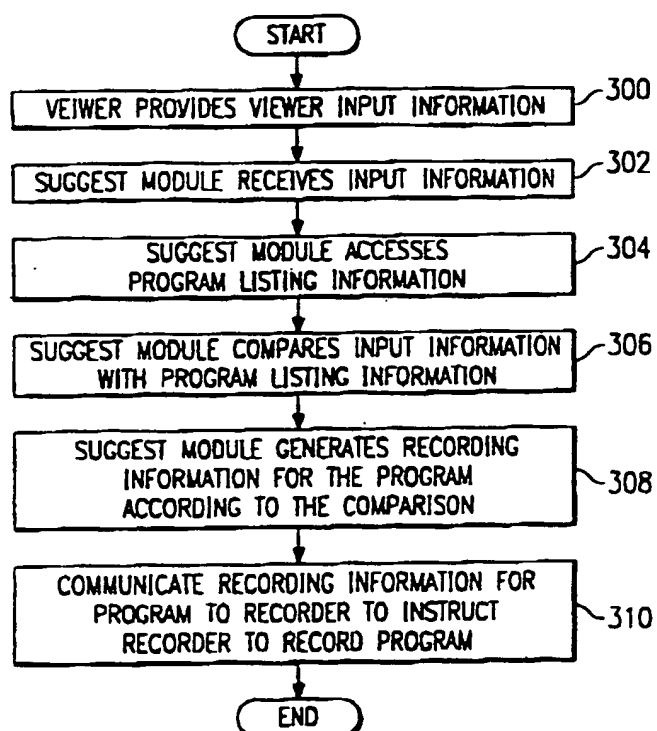 START
VEIWER PROVIDES VIEWER INPUT INFORMATION
300
SUGGEST MODULE RECEIVES INPUT INFORMATION
302
SUGGEST MODULE ACCESSES
PROGRAM LISTING INFORMATION
304
SUGGEST MODULE COMPARES INPUT INFORMATION
WITH PROGRAM LISTING INFORMATION
306
SUGGEST MODULE GENERATES RECORDING
INFORMATION FOR THE PROGRAM
ACCORDING TO THE COMPARISON
308
COMMUNICATE RECORDING INFORMATION FOR
PROGRAM TO RECORDER TO INSTRUCT
RECORDER TO RECORD PROGRAM
310
END